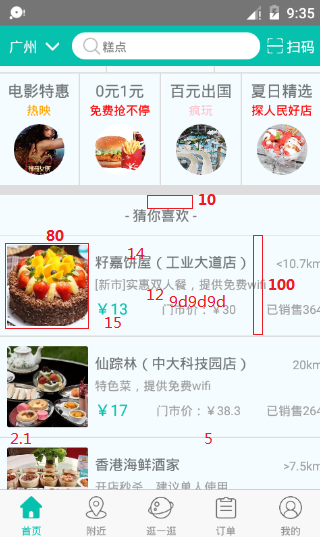 9:35
广州 糕点 扫码
电影特惠 0元1元 百元出国 夏日精选
热映 免费抢不停 疯玩 探人民好店
10
- 猜你喜欢 -
80
14
籽嘉饼屋（工业大道店） <10.7km
[新市]实惠双人餐，提供免费wifi 100
12 9d9d9d
￥13 门市价：￥30 已销售364
15
仙踪林（中大科技园店） 20km
特色菜，提供免费wifi
￥17 门市价：￥38.3 已销售264
2.1 5
香港海鲜酒家 >7.5km
开店秒杀，建议单人使用
首页 附近 逛一逛 订单 我的